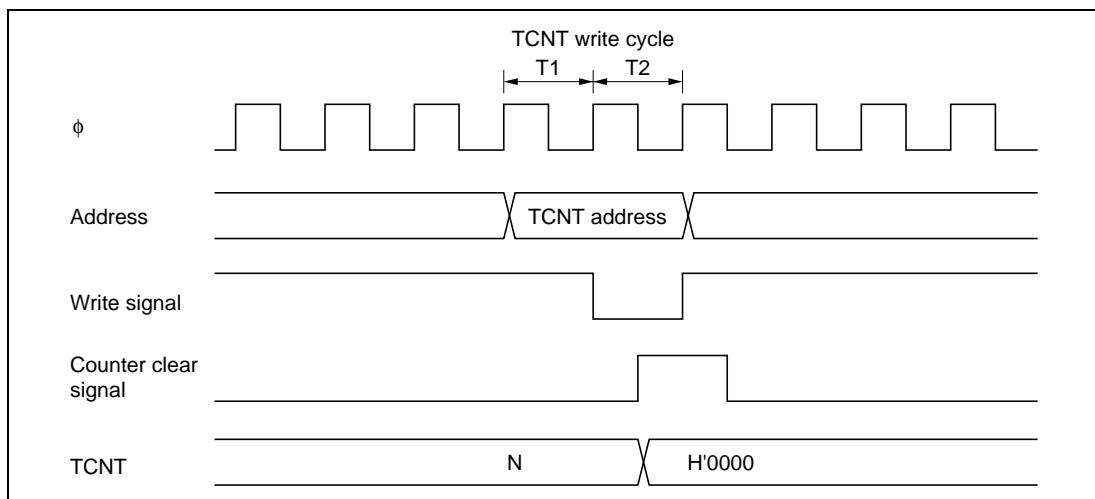 TCNT write cycle
T1 T2
ϕ
Address
TCNT address
Write signal
Counter clear
signal
TCNT
N
H'0000